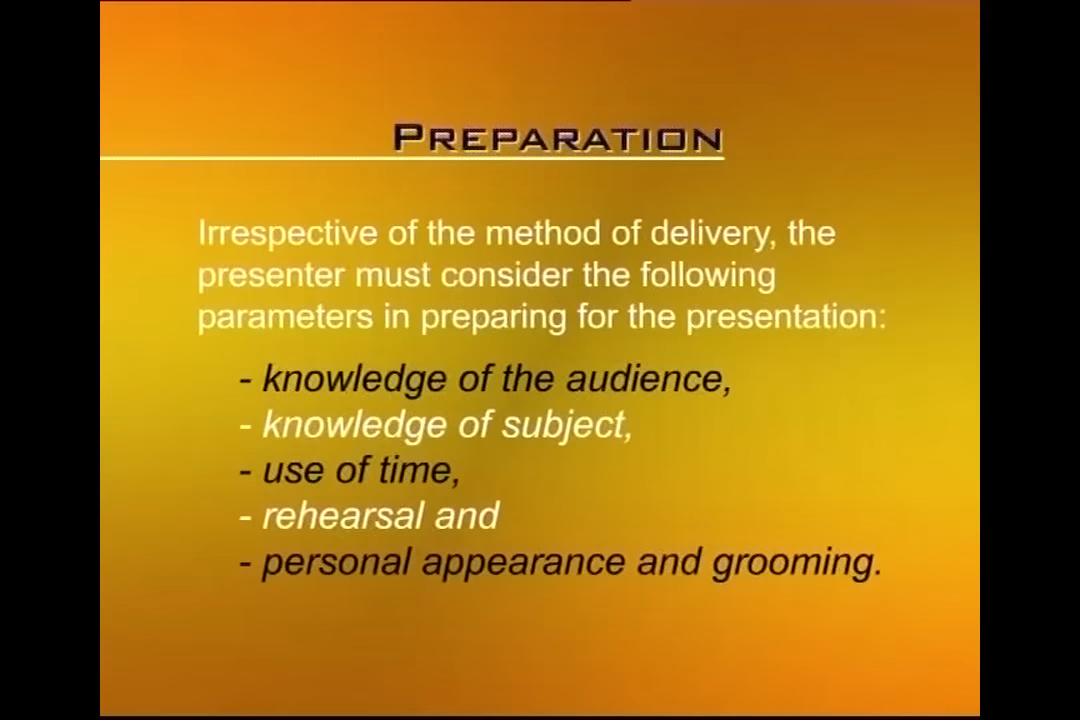 PREPARATION
Irrespective of the method of delivery, the
presenter must consider the following
parameters in preparing for the presentation:
- knowledge of the audience,
- knowledge of subject,
- use of time,
- rehearsal and
- personal appearance and grooming.